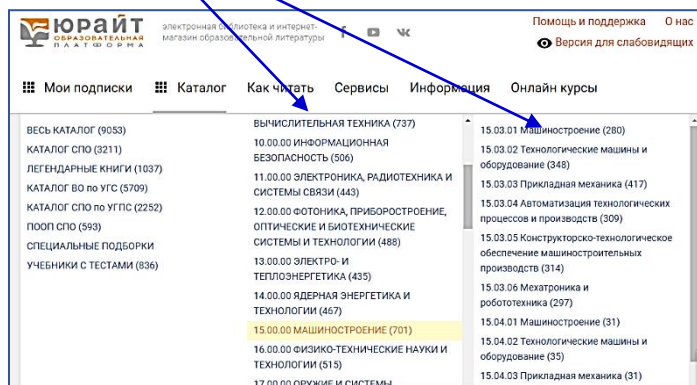 юрайт
ОБРАЗОВАТЕЛЬНАЯ
ПЛАТФОРМА
электронная библиотека и интернет-
магазин образовательной литературы
Помощь и поддержка О нас
Версия для слабовидящих
Мои подписки Каталог Как читать Сервисы Информация Онлайн курсы
ВЕСЬ КАТАЛОГ (9053)
КАТАЛОГ СПО (3211)
ЛЕГЕНДАРНЫЕ КНИГИ (1037)
КАТАЛОГ ВО по УГС (5709)
КАТАЛОГ СПО по УГПС (2252)
ПООП СПО (593)
СПЕЦИАЛЬНЫЕ ПОДБОРКИ
УЧЕБНИКИ С ТЕСТАМИ (836)
ВЫЧИСЛИТЕЛЬНАЯ ТЕХНИКА (737)
10.00.00 ИНФОРМАЦИОННАЯ
БЕЗОПАСНОСТЬ (506)
11.00.00 ЭЛЕКТРОНИКА, РАДИОТЕХНИКА И
СИСТЕМЫ СВЯЗИ (443)
12.00.00 ФОТОНИКА, ПРИБОРОСТРОЕНИЕ,
ОПТИЧЕСКИЕ И БИОТЕХНИЧЕСКИЕ
СИСТЕМЫ И ТЕХНОЛОГИИ (488)
13.00.00 ЭЛЕКТРО- И
ТЕПЛОЭНЕРГЕТИКА (435)
14.00.00 ЯДЕРНАЯ ЭНЕРГЕТИКА И
ТЕХНОЛОГИИ (467)
15.00.00 МАШИНОСТРОЕНИЕ (701)
16.00.00 ФИЗИКО-ТЕХНИЧЕСКИЕ НАУКИ И
ТЕХНОЛОГИИ (515)
17.00.00 ОРУЖИЕ И СИСТЕМЫ
15.03.01 Машиностроение (280)
15.03.02 Технологические машины и
оборудование (348)
15.03.03 Прикладная механика (417)
15.03.04 Автоматизация технологических
процессов и производств (309)
15.03.05 Конструкторско-технологическое
обеспечение машиностроительных
производств (314)
15.03.06 Мехатроника и
робототехника (297)
15.04.01 Машиностроение (31)
15.04.02 Технологические машины и
оборудование (35)
15.04.03 Прикладная механика (31)